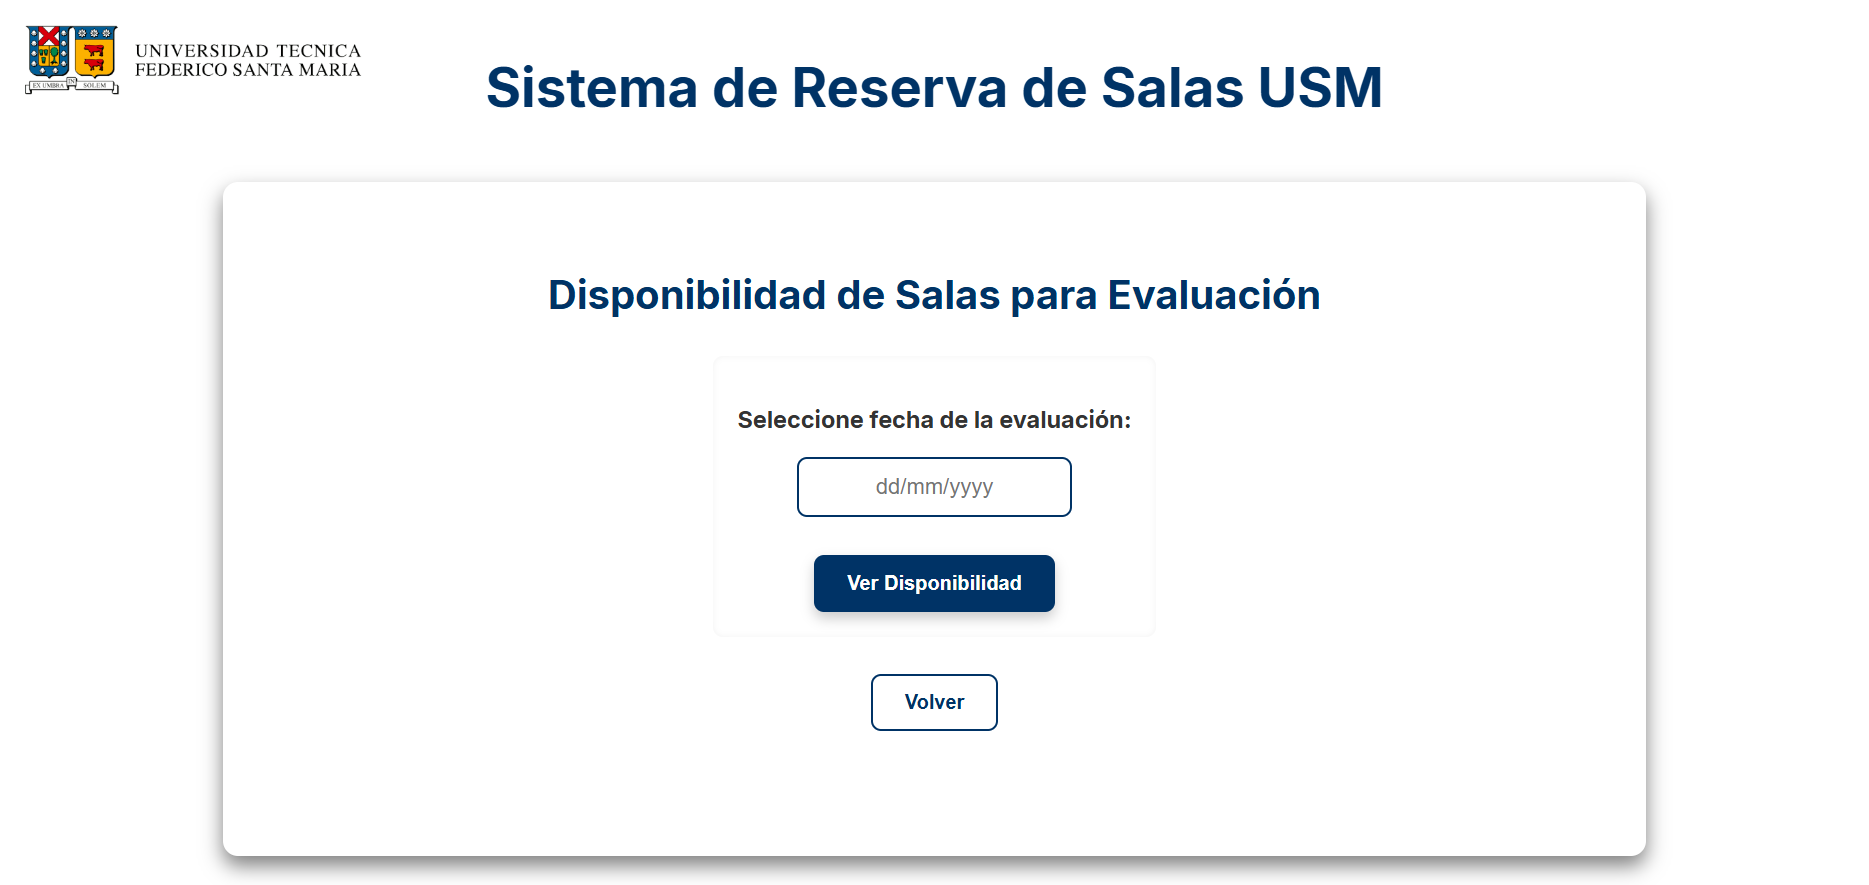 EX UMBRA IN SOLEM
UNIVERSIDAD TECNICA
FEDERICO SANTA MARIA
Sistema de Reserva de Salas USM
Disponibilidad de Salas para Evaluación
Seleccione fecha de la evaluación:
dd/mm/yyyy
Ver Disponibilidad
Volver